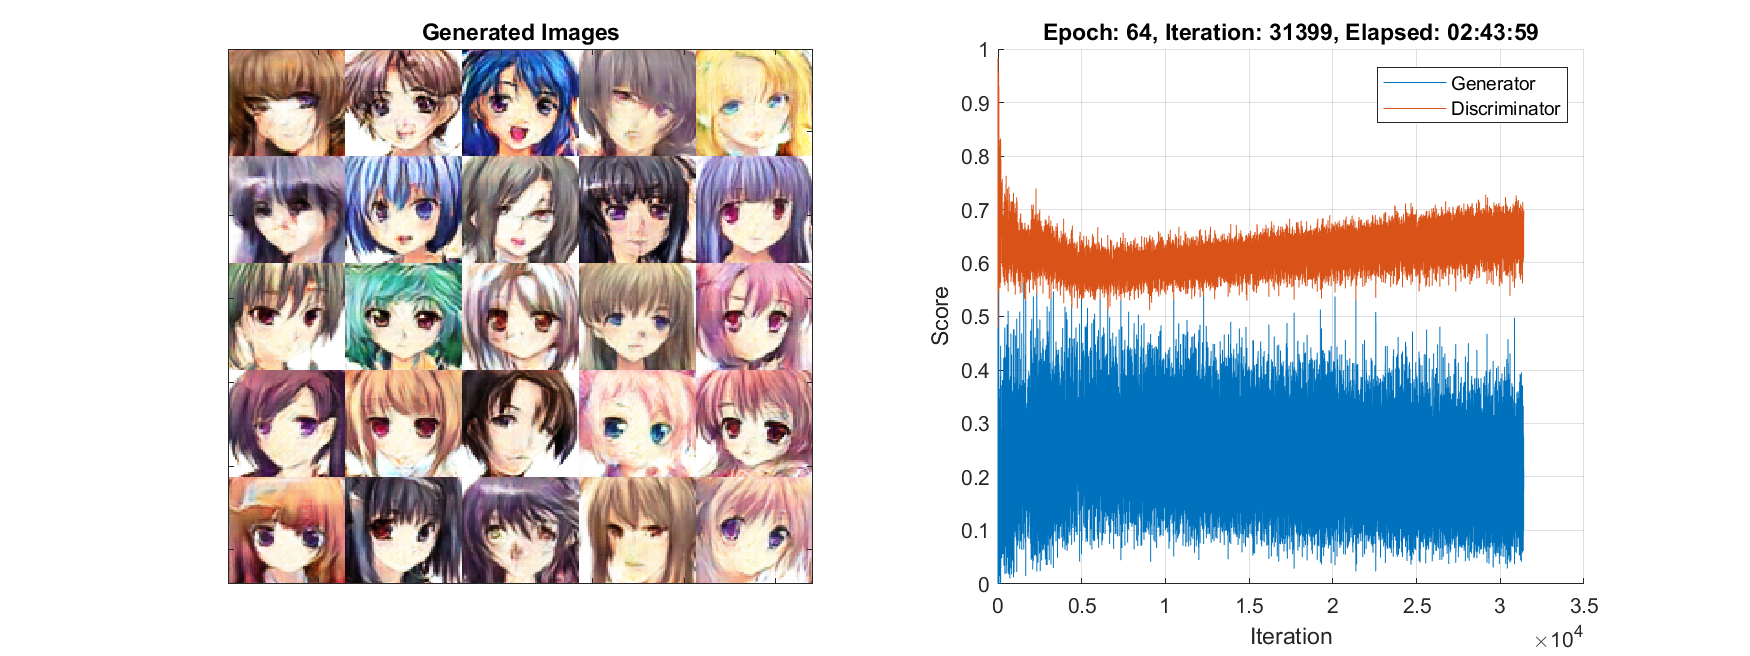 Generated Images
Epoch: 64, Iteration: 31399, Elapsed: 02:43:59
Generator
Discriminator
1
0.9
0.8
0.7
0.6
0.5
0.4
0.3
0.2
0.1
0
Score
0 0.5 1 1.5 2 2.5 3 3.5
Iteration
×10⁴